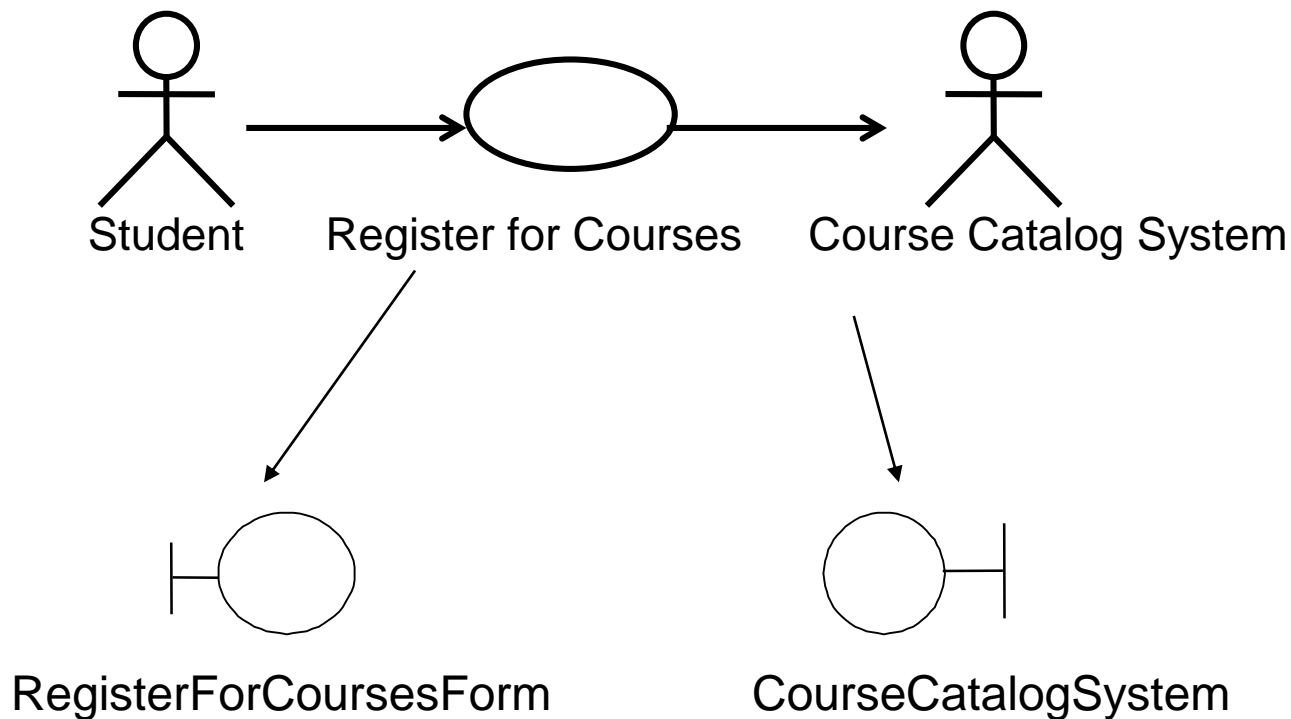 Student
Register for Courses
Course Catalog System
RegisterForCoursesForm
CourseCatalogSystem